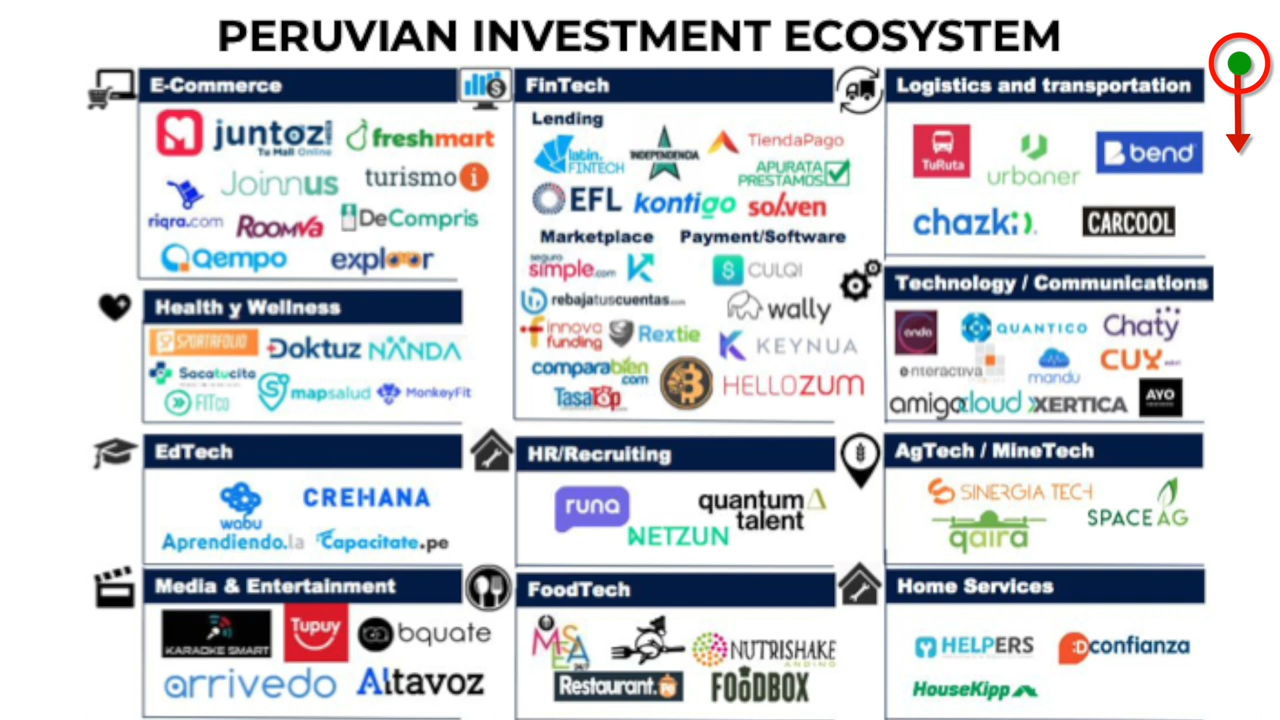 PERUVIAN INVESTMENT ECOSYSTEM
E-Commerce
juntoz
Tu Mall Online
freshmart
Joinnus
turismo i
riqra.com
RoomVa
DeCompris
Qempo
exploor
Health y Wellness
SPORTAFOLIO
Doktuz
NANDA
Sacatucita
mapsalud
MonkeyFit
FITco
EdTech
wabu
CREHANA
Aprendiendo.la
Capacitate.pe
Media & Entertainment
KARAOKE SMART
Tupuy
bquate
arrivedo
Altavoz
FinTech
Lending
latin.
FINTECH
INDEPENDENCIA
TiendaPago
APURATA
PRESTAMOS
EFL
kontigo
solven
Marketplace
Payment/Software
seguro
simple.com
CULQI
rebajatuscuentas.com
wally
innova
funding
Rextie
KEYNUA
comparabien
.com
TasaTop
HELLOZUM
HR/Recruiting
runa
quantum
talent
NETZUN
FoodTech
MESA
24/7
NUTRISHAKE
ANDINO
Restaurant.Pe
FOODBOX
Logistics and transportation
TuRuta
urbaner
bend
chazki
CARCOOL
Technology / Communications
QUANTICO
Chaty
enteractiva
mandu
CUY
amigocloud
XERTICA
AYO
AgTech / MineTech
SINERGIA TECH
SPACE AG
qaira
Home Services
HELPERS
Dconfianza
HouseKipp